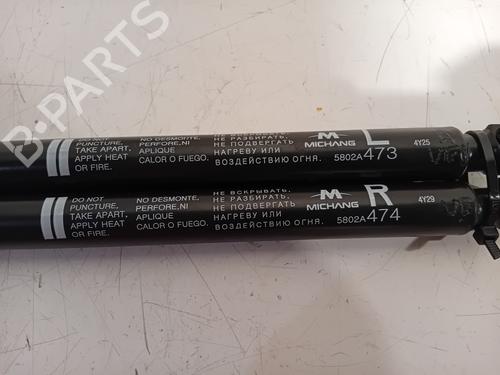 B-PARTS
DO NOT
PUNCTURE,
TAKE APART,
APPLY HEAT
OR FIRE.
NO DESMONTE,
PERFORE,NI
APLIQUE
CALOR O FUEGO.
НЕ ВСКРЫВАТЬ,
НЕ РАЗБИРАТЬ,
НЕ ПОДВЕРГАТЬ
НАГРЕВУ ИЛИ
ВОЗДЕЙСТВИЮ ОГНЯ.
MICHANG
L
5802A473
4Y25
DO NOT
PUNCTURE,
TAKE APART,
APPLY HEAT
OR FIRE.
NO DESMONTE,
PERFORE,NI
APLIQUE
CALOR O FUEGO.
НЕ ВСКРЫВАТЬ,
НЕ РАЗБИРАТЬ,
НЕ ПОДВЕРГАТЬ
НАГРЕВУ ИЛИ
ВОЗДЕЙСТВИЮ ОГНЯ.
MICHANG
R
5802A474
4Y29